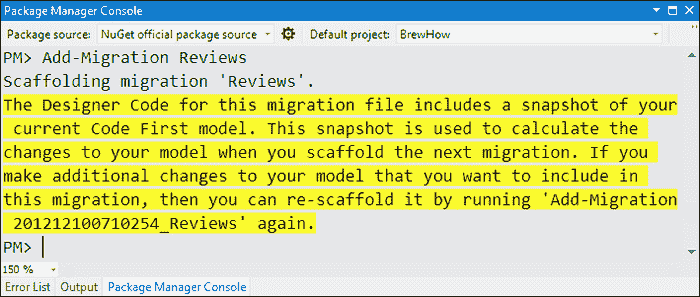 Package Manager Console
Package source: NuGet official package source Default project: BrewHow
PM> Add-Migration Reviews
Scaffolding migration 'Reviews'.
The Designer Code for this migration file includes a snapshot of your
current Code First model. This snapshot is used to calculate the
changes to your model when you scaffold the next migration. If you
make additional changes to your model that you want to include in
this migration, then you can re-scaffold it by running 'Add-Migration
201212100710254_Reviews' again.
PM>
150 %
Error List Output Package Manager Console